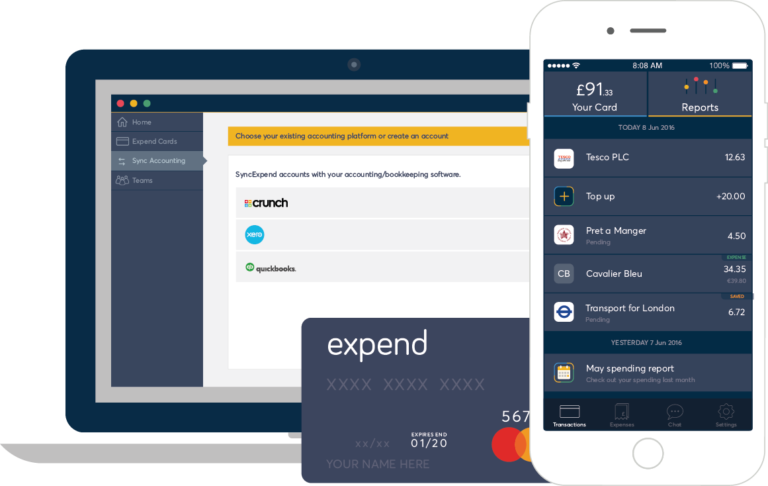 Home
Expend Cards
Sync Accounting
Teams
Choose your existing accounting platform or create an account
SyncExpend accounts with your accounting/bookkeeping software.
crunch
xero
quickbooks.
expend
XXXX XXXX XXXX
567
xx/xx
EXPIRES END
01/20
YOUR NAME HERE
8:08 AM
100%
£91.33
Your Card
Reports
TODAY 8 Jun 2016
Tesco PLC
12.63
Top up
+20.00
Pret a Manger
Pending
4.50
EXPENSE
CB
Cavalier Bleu
34.35
€39.80
SAVED
Transport for London
Pending
6.72
YESTERDAY 7 Jun 2016
May spending report
Check out your spending last month
Transactions
Expenses
Chat
Settings